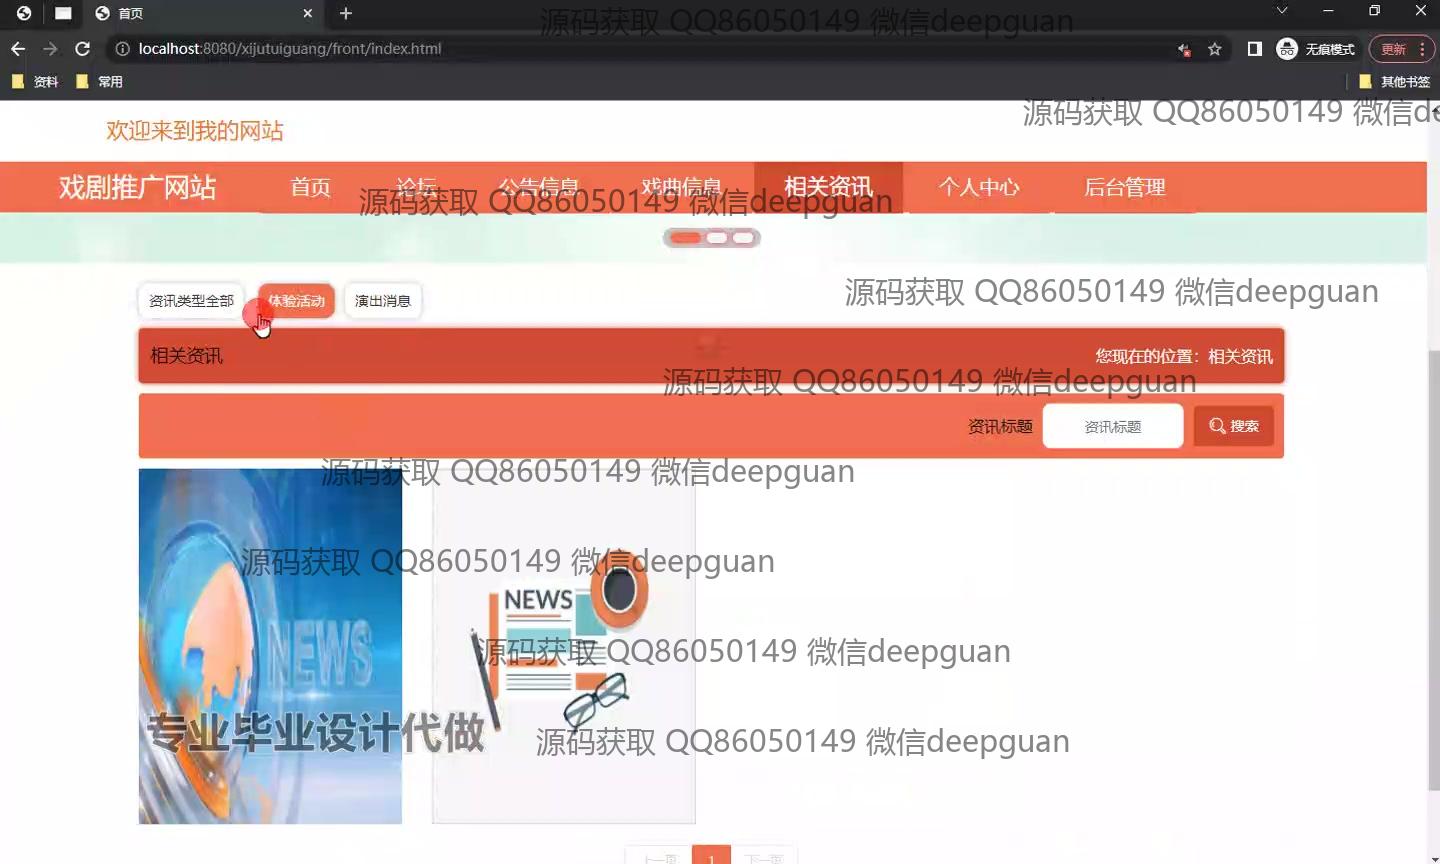 首页
源码获取 QQ86050149 微信deepguan
localhost:8080/xijutuiguang/front/index.html
无痕模式
更新
资料
常用
其他书签
源码获取 QQ86050149 微信de
欢迎来到我的网站
戏剧推广网站
首页
论坛
公告信息
戏曲信息
相关资讯
个人中心
后台管理
源码获取 QQ86050149 微信deepguan
资讯类型全部
体验活动
演出消息
源码获取 QQ86050149 微信deepguan
相关资讯
您现在的位置：相关资讯
源码获取 QQ86050149 微信deepguan
资讯标题
资讯标题
搜索
源码获取 QQ86050149 微信deepguan
源码获取 QQ86050149 微信deepguan
NEWS
NEWS
源码获取 QQ86050149 微信deepguan
专业毕业设计代做
源码获取 QQ86050149 微信deepguan
上一页
1
下一页